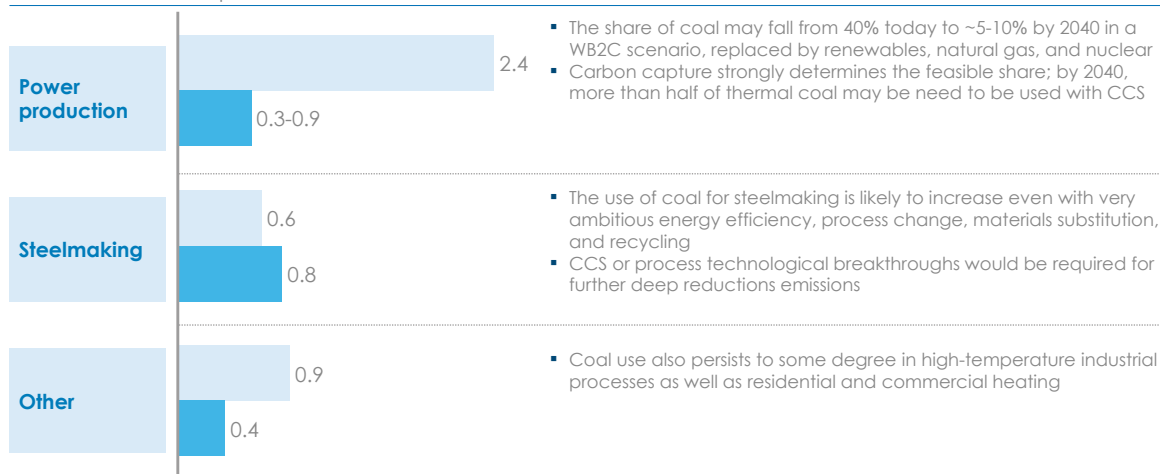 Power
production
2.4
0.3-0.9
▪ The share of coal may fall from 40% today to ~5-10% by 2040 in a
WB2C scenario, replaced by renewables, natural gas, and nuclear
▪ Carbon capture strongly determines the feasible share; by 2040,
more than half of thermal coal may be need to be used with CCS
Steelmaking
0.6
0.8
▪ The use of coal for steelmaking is likely to increase even with very
ambitious energy efficiency, process change, materials substitution,
and recycling
▪ CCS or process technological breakthroughs would be required for
further deep reductions emissions
Other
0.9
0.4
▪ Coal use also persists to some degree in high-temperature industrial
processes as well as residential and commercial heating